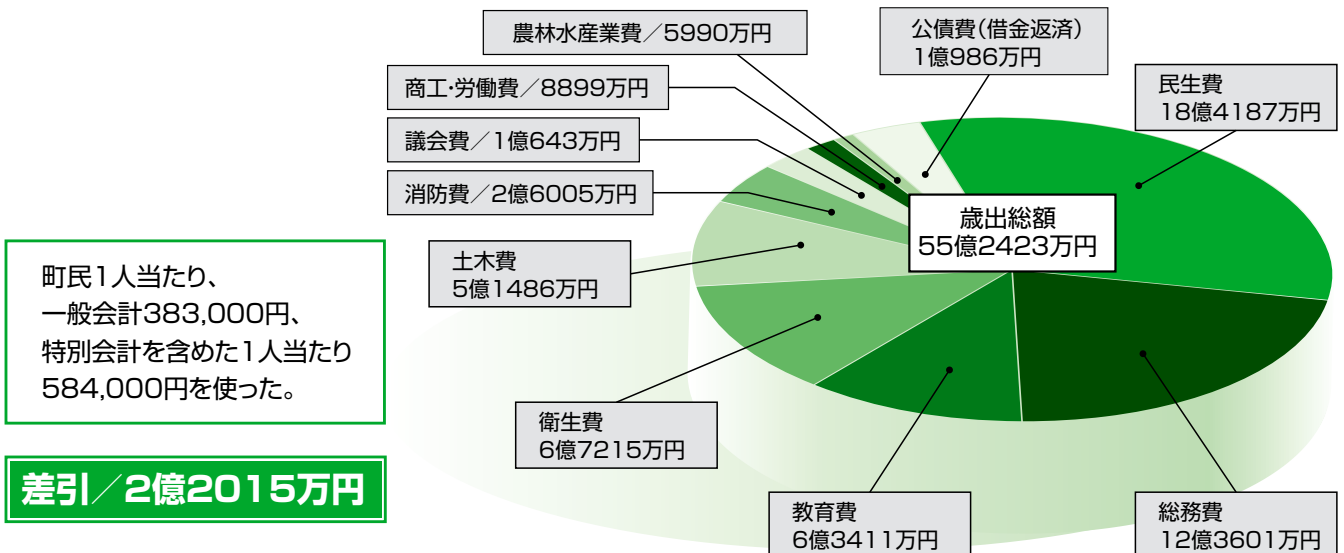 農林水産業費／5990万円
公債費(借金返済)
1億986万円
商工・労働費／8899万円
民生費
18億4187万円
議会費／1億643万円
消防費／2億6005万円
歳出総額
55億2423万円
土木費
5億1486万円
町民1人当たり、
一般会計383,000円、
特別会計を含めた1人当たり
584,000円を使った。
衛生費
6億7215万円
差引／2億2015万円
教育費
6億3411万円
総務費
12億3601万円